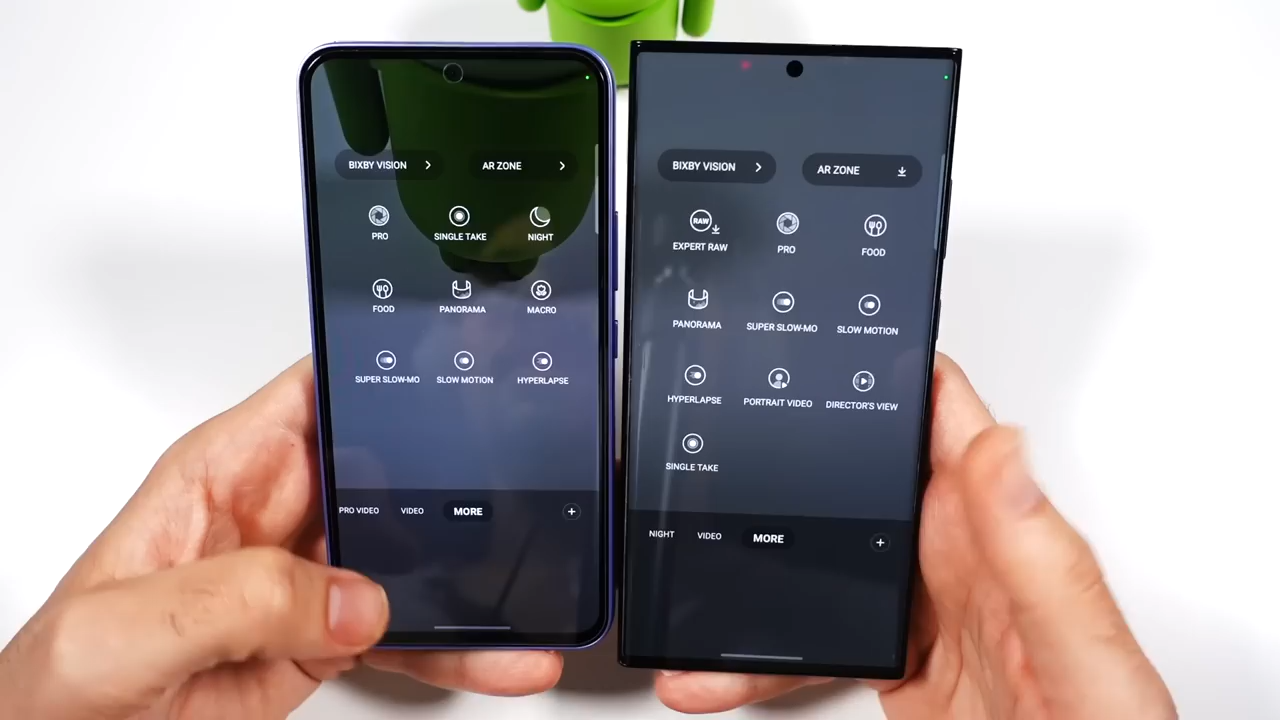 BIXBY VISION
AR ZONE
PRO
SINGLE TAKE
NIGHT
FOOD
PANORAMA
MACRO
SUPER SLOW-MO
SLOW MOTION
HYPERLAPSE
PRO VIDEO
VIDEO
MORE
BIXBY VISION
AR ZONE
RAW
EXPERT RAW
PRO
FOOD
PANORAMA
SUPER SLOW-MO
SLOW MOTION
HYPERLAPSE
PORTRAIT VIDEO
DIRECTOR'S VIEW
SINGLE TAKE
NIGHT
VIDEO
MORE